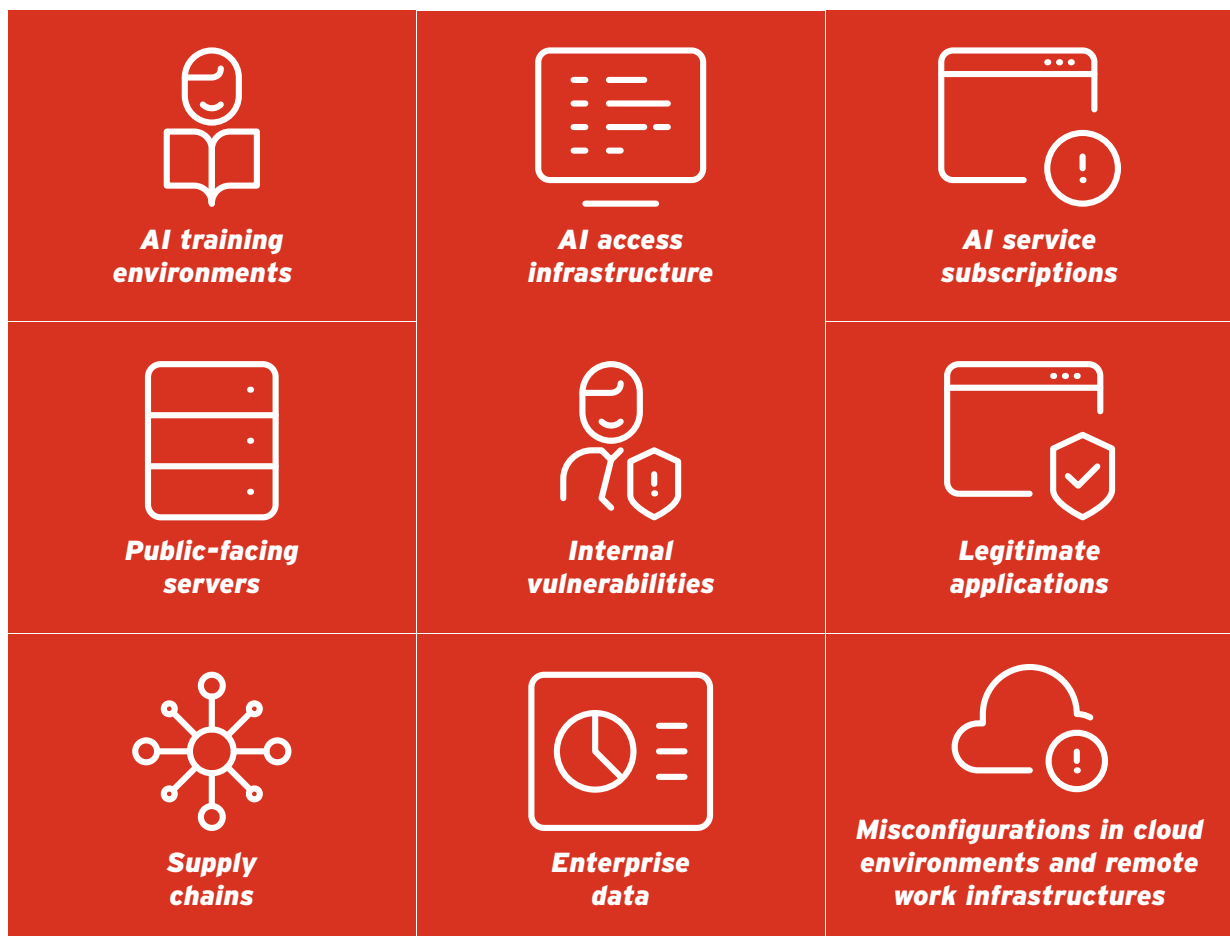 AI training
environments
AI access
infrastructure
AI service
subscriptions
Public-facing
servers
Internal
vulnerabilities
Legitimate
applications
Supply
chains
Enterprise
data
Misconfigurations in cloud
environments and remote
work infrastructures